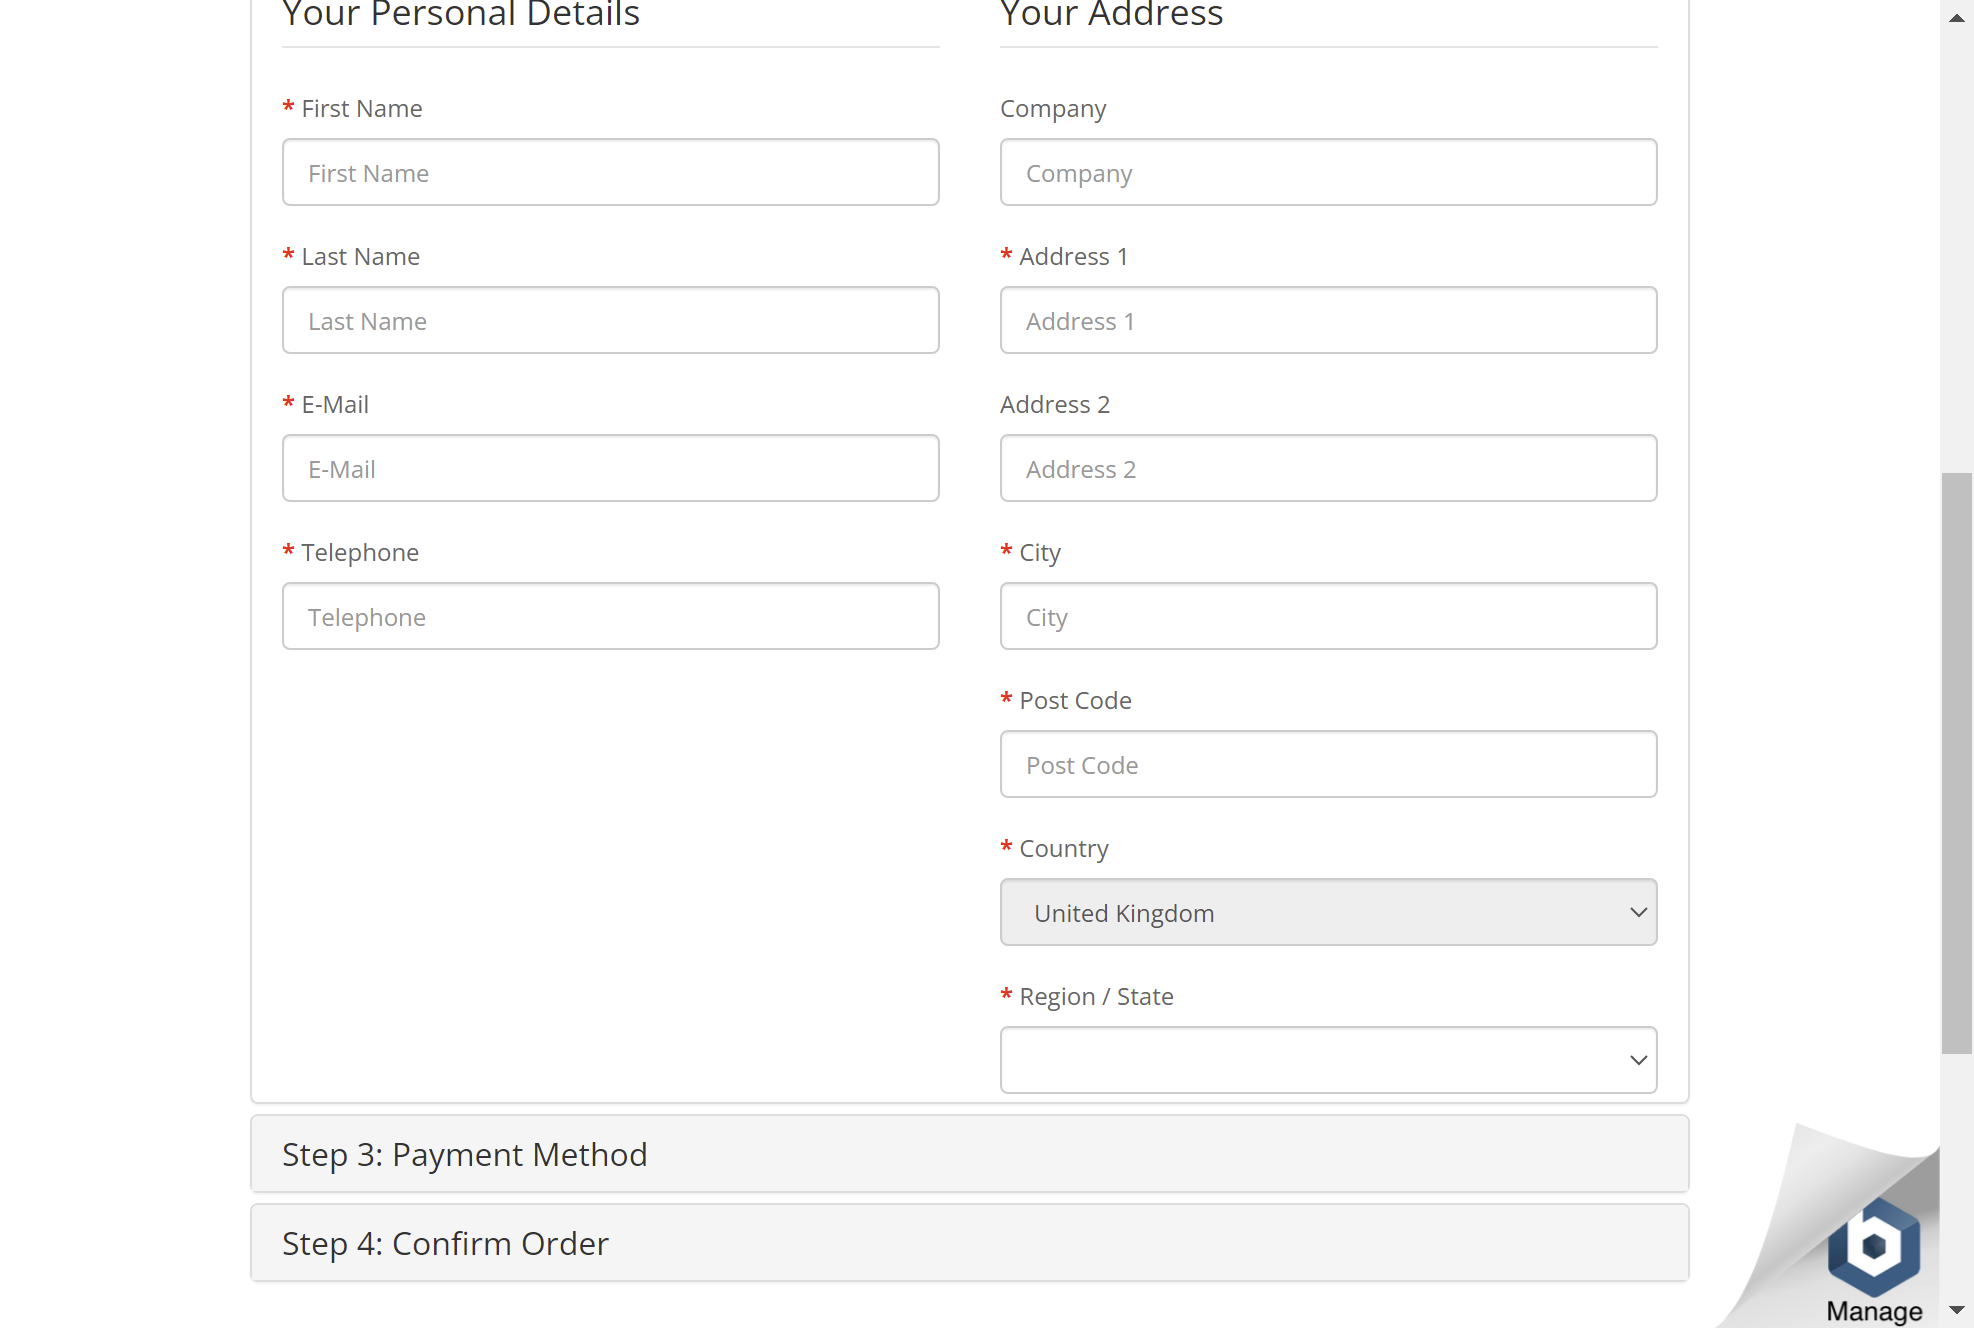 Your Personal Details
* First Name
First Name
* Last Name
Last Name
* E-Mail
E-Mail
* Telephone
Telephone
Your Address
Company
Company
* Address 1
Address 1
Address 2
Address 2
* City
City
* Post Code
Post Code
* Country
United Kingdom
* Region / State
Step 3: Payment Method
Step 4: Confirm Order
b
Manage